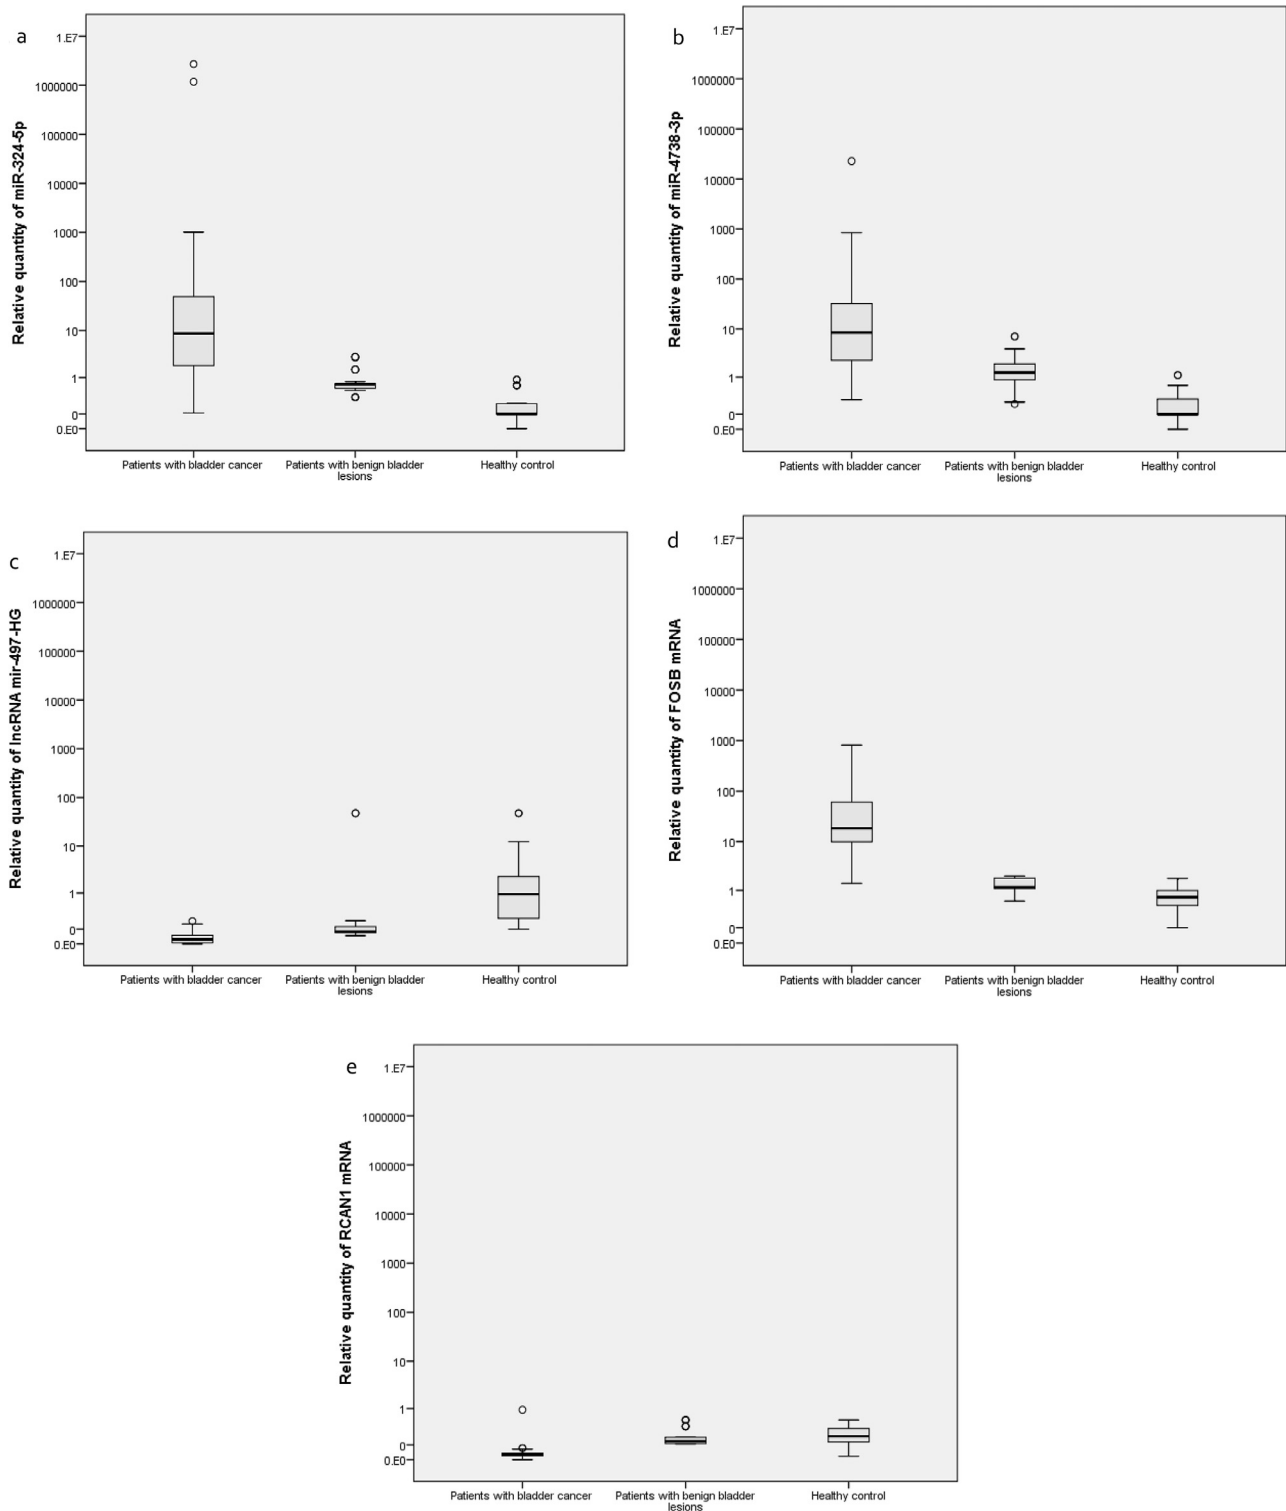 a
1.E7
1000000
100000
10000
1000
100
10
1
0
0.E0
Relative quantity of miR-324-5p
Patients with bladder cancer
Patients with benign bladder
lesions
Healthy control
b
1.E7
1000000
100000
10000
1000
100
10
1
0
0.E0
Relative quantity of miR-4738-3p
Patients with bladder cancer
Patients with benign bladder
lesions
Healthy control
c
1.E7
1000000
100000
10000
1000
100
10
1
0
0.E0
Relative quantity of lncRNA mir-497-HG
Patients with bladder cancer
Patients with benign bladder
lesions
Healthy control
d
1.E7
1000000
100000
10000
1000
100
10
1
0
0.E0
Relative quantity of FOSB mRNA
Patients with bladder cancer
Patients with benign bladder
lesions
Healthy control
e
1.E7
1000000
100000
10000
1000
100
10
1
0
0.E0
Relative quantity of RCAN1 mRNA
Patients with bladder cancer
Patients with benign bladder
lesions
Healthy control